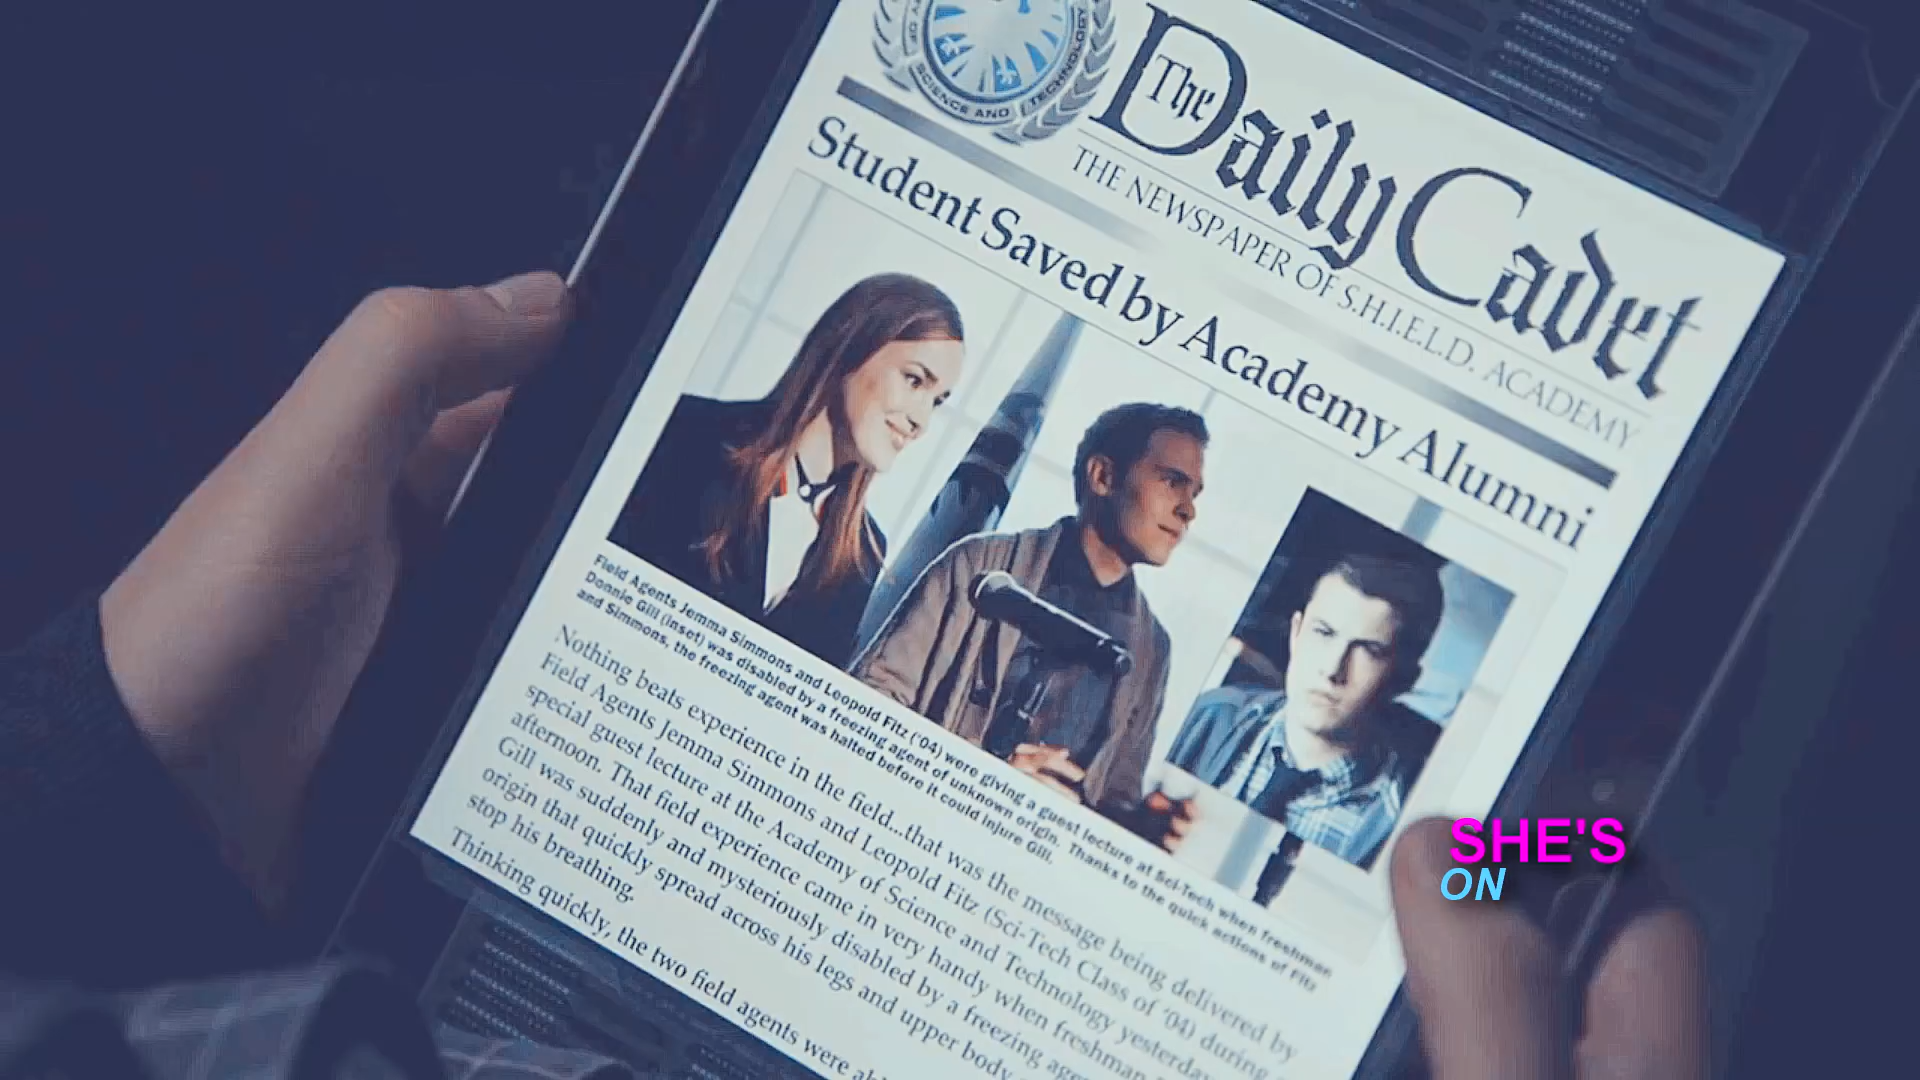 SCIENCE AND TECHNOLOGY
The Daily Cadet
THE NEWSPAPER OF S.H.I.E.L.D. ACADEMY
Student Saved by Academy Alumni
Field Agents Jemma Simmons and Leopold Fitz ('04) were giving a guest lecture at Sci-Tech when freshman
Donnie Gill (inset) was disabled by a freezing agent of unknown origin. Thanks to the quick actions of Fitz
and Simmons, the freezing agent was halted before it could injure Gill.
Nothing beats experience in the field...that was the message being delivered by
Field Agents Jemma Simmons and Leopold Fitz (Sci-Tech Class of '04) during
special guest lecture at the Academy of Science and Technology yesterday
afternoon. That field experience came in very handy when freshman
Gill was suddenly and mysteriously disabled by a freezing age
origin that quickly spread across his legs and upper body
stop his breathing.
Thinking quickly, the two field agents were
SHE'S
ON